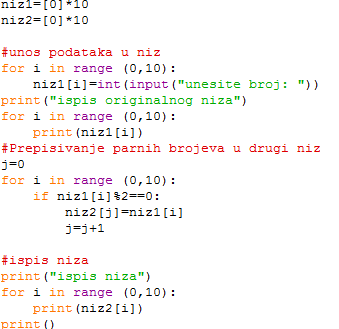 niz1=[0]*10
niz2=[0]*10

#unos podataka u niz
for i in range (0,10):
    niz1[i]=int(input("unesite broj: "))
print("ispis originalnog niza")
for i in range (0,10):
    print(niz1[i])
#Prepisivanje parnih brojeva u drugi niz
j=0
for i in range (0,10):
    if niz1[i]%2==0:
        niz2[j]=niz1[i]
        j=j+1

#ispis niza
print("ispis niza")
for i in range (0,10):
    print(niz2[i])
print()